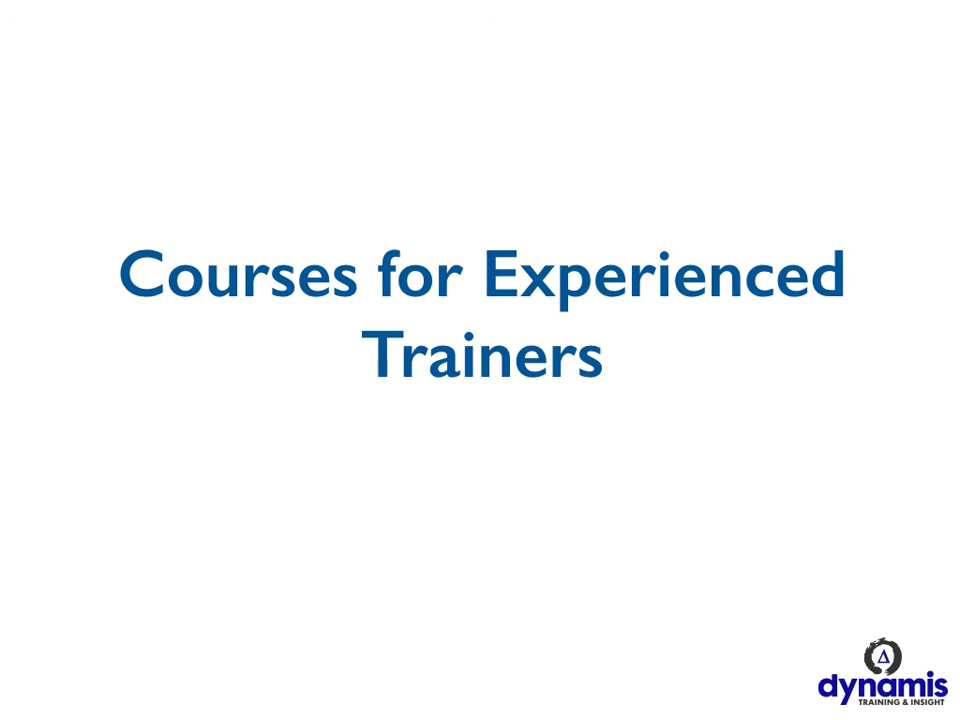 Courses for Experienced
Trainers
Δ
dynamis
TRAINING & INSIGHT